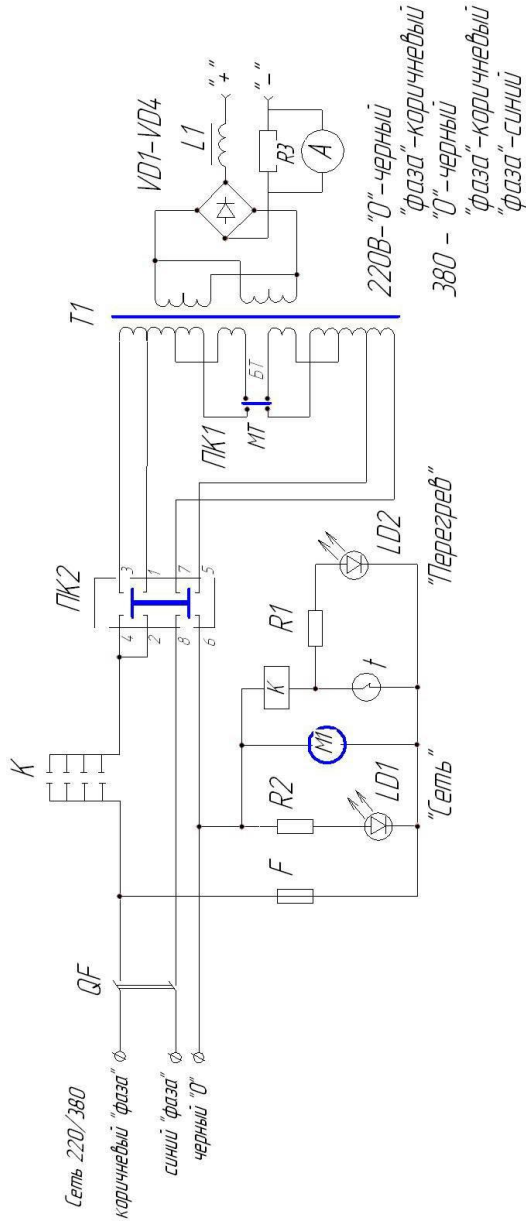 Сеть 220/380
коричневый "фаза"
синий "фаза"
черный "0"
QF
K
F
R2
LD1
"Сеть"
M1
K
t
R1
LD2
"Перегрев"
ПК2
4
3
2
1
8
7
6
5
ПК1
МТ
БТ
T1
VD1-VD4
L1
"+"
"-"
R3
A
220В-"0"-черный
"фаза"-коричневый
380 - "0"-черный
"фаза"-коричневый
"фаза"-синий